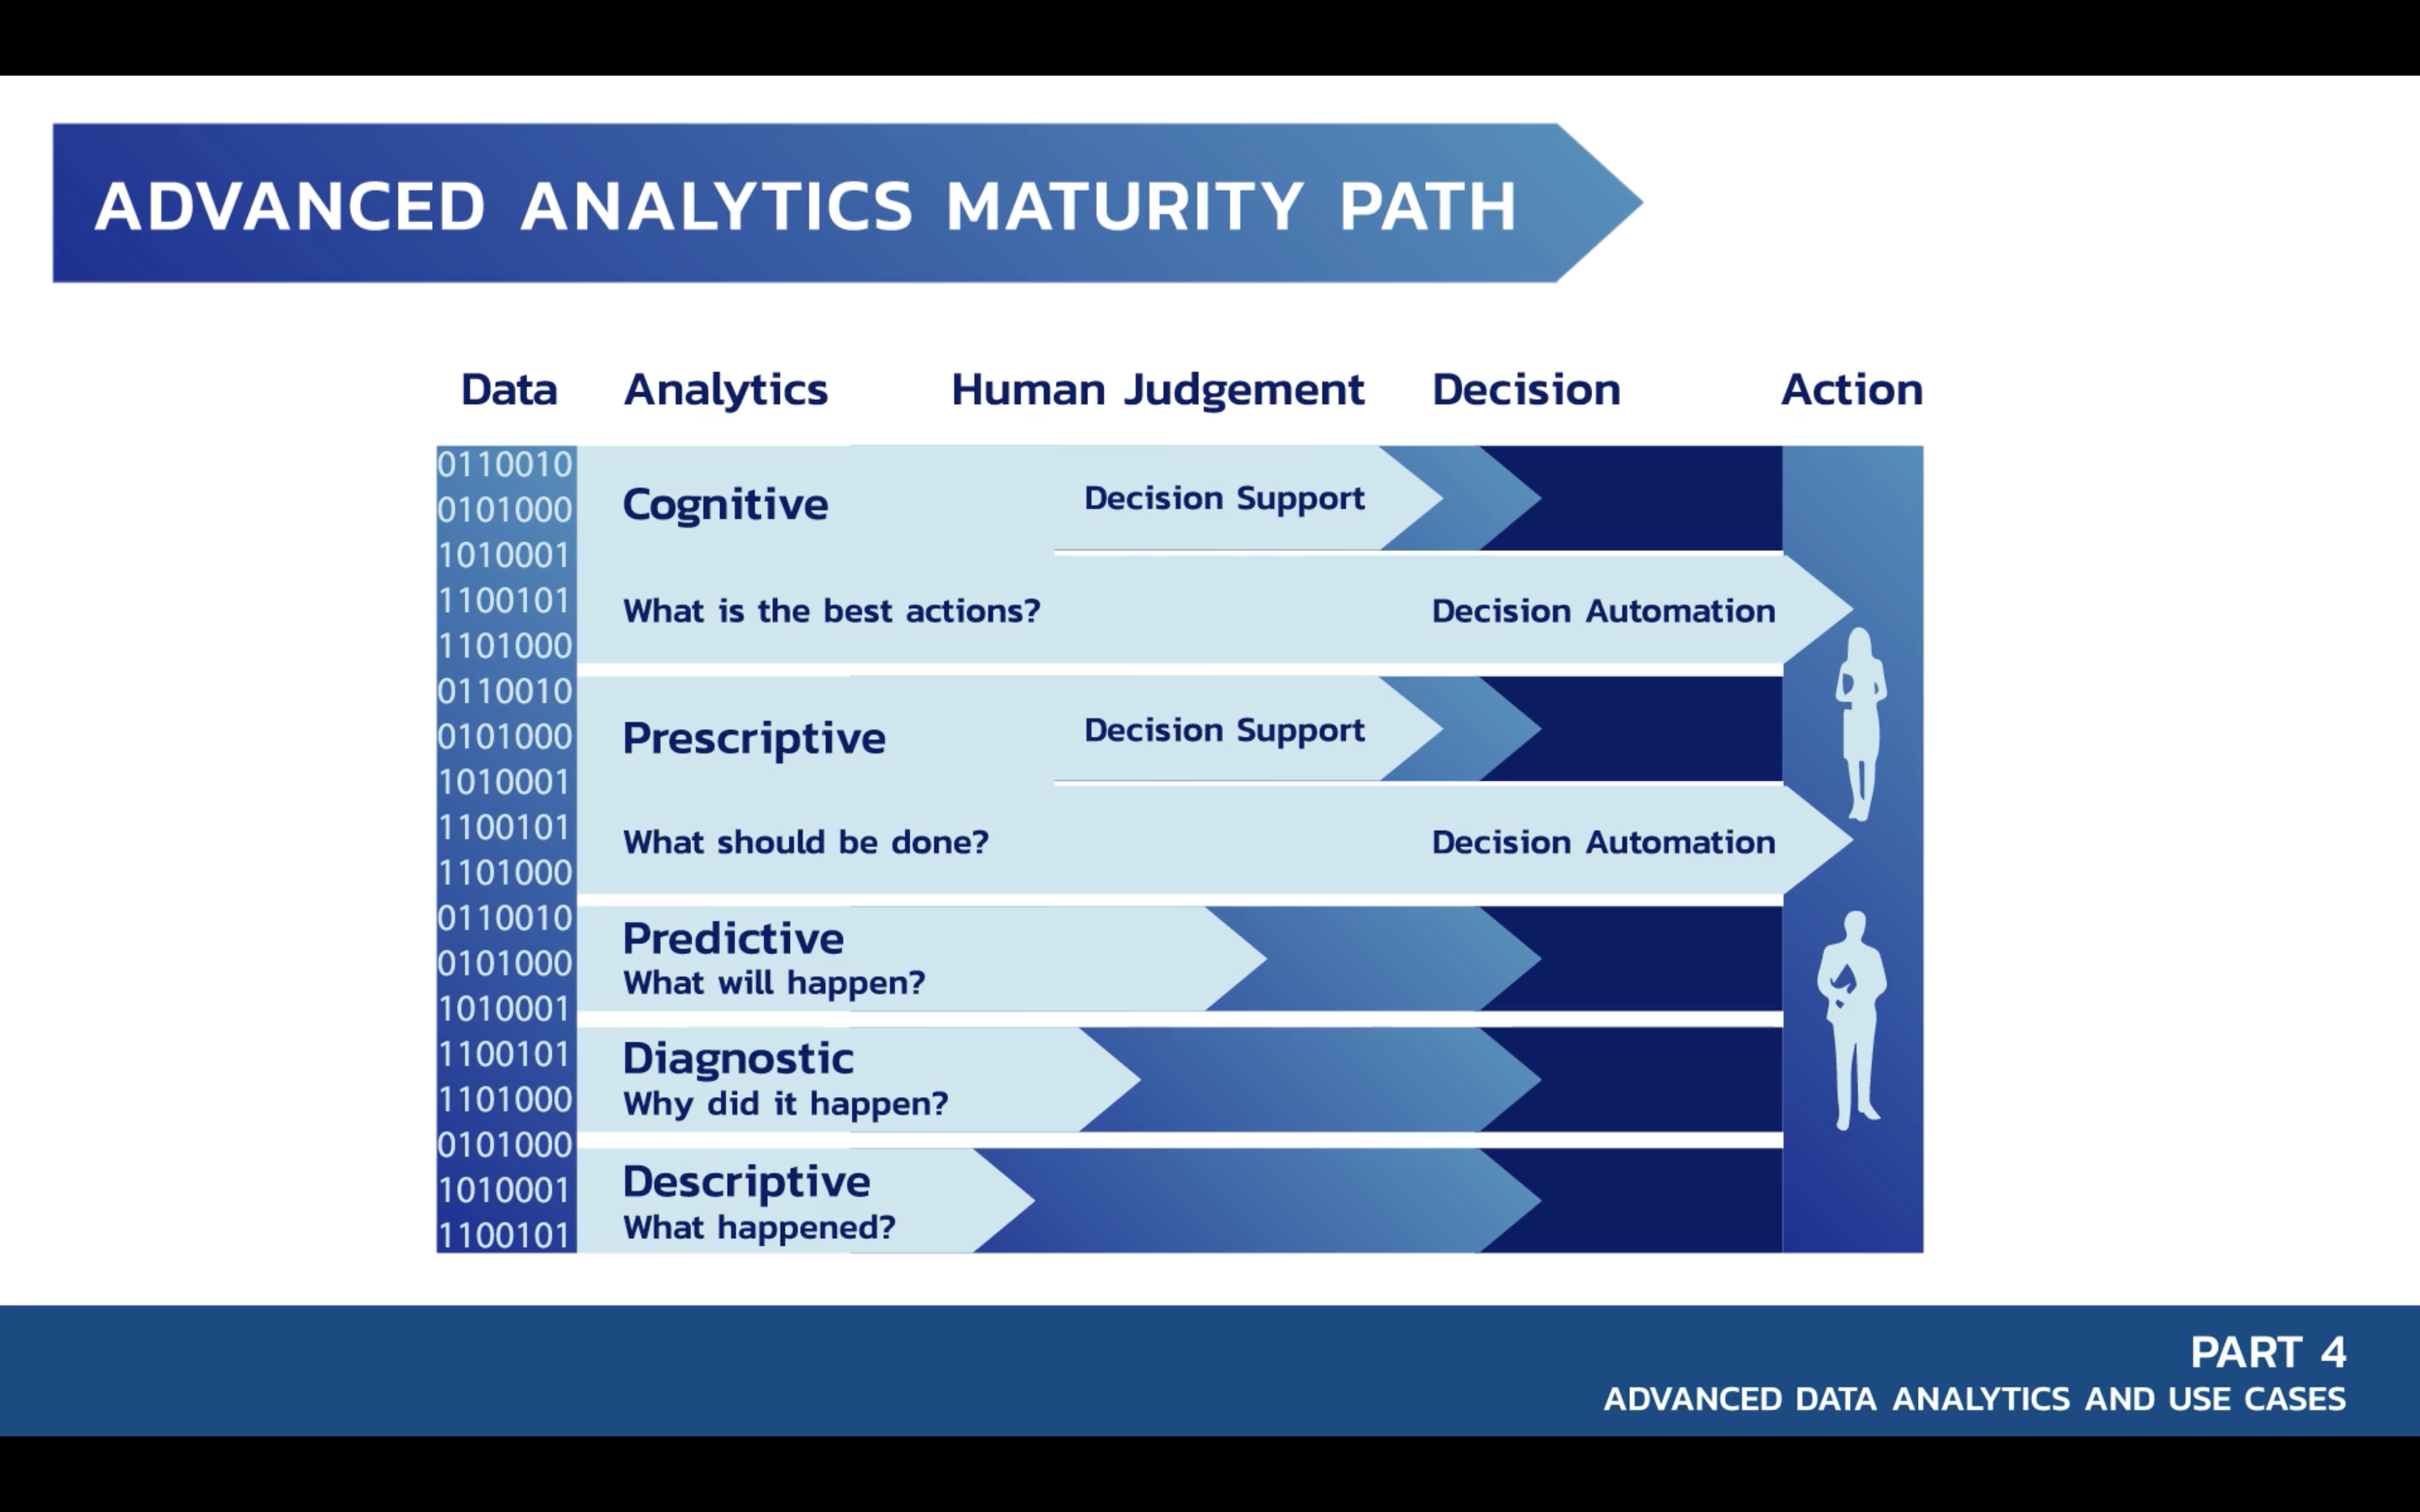 ADVANCED ANALYTICS MATURITY PATH
Data Analytics Human Judgement Decision Action
0110010
0101000
1010001
1100101
1101000
0110010
0101000
1010001
1100101
1101000
0110010
0101000
1010001
1100101
1101000
0101000
1010001
1100101
Cognitive
Decision Support
What is the best actions?
Decision Automation
Prescriptive
Decision Support
What should be done?
Decision Automation
Predictive
What will happen?
Diagnostic
Why did it happen?
Descriptive
What happened?
PART 4
ADVANCED DATA ANALYTICS AND USE CASES